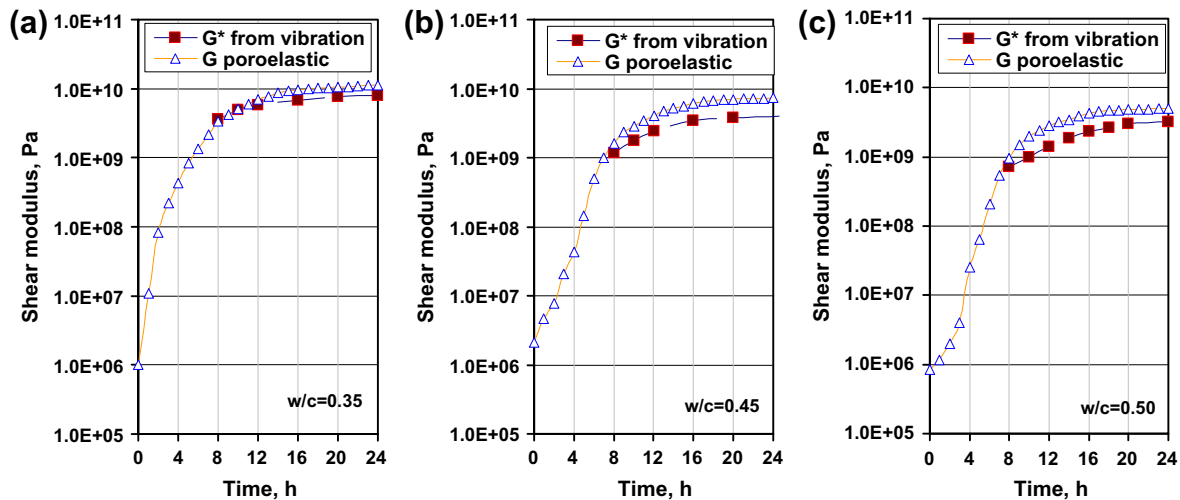 (a)
1.0E+11
1.0E+10
1.0E+09
1.0E+08
1.0E+07
1.0E+06
1.0E+05
Shear modulus, Pa
G* from vibration
G poroelastic
w/c=0.35
0 4 8 12 16 20 24
Time, h
(b)
1.0E+11
1.0E+10
1.0E+09
1.0E+08
1.0E+07
1.0E+06
1.0E+05
Shear modulus, Pa
G* from vibration
G poroelastic
w/c=0.45
0 4 8 12 16 20 24
Time, h
(c)
1.0E+11
1.0E+10
1.0E+09
1.0E+08
1.0E+07
1.0E+06
1.0E+05
Shear modulus, Pa
G* from vibration
G poroelastic
w/c=0.50
0 4 8 12 16 20 24
Time, h